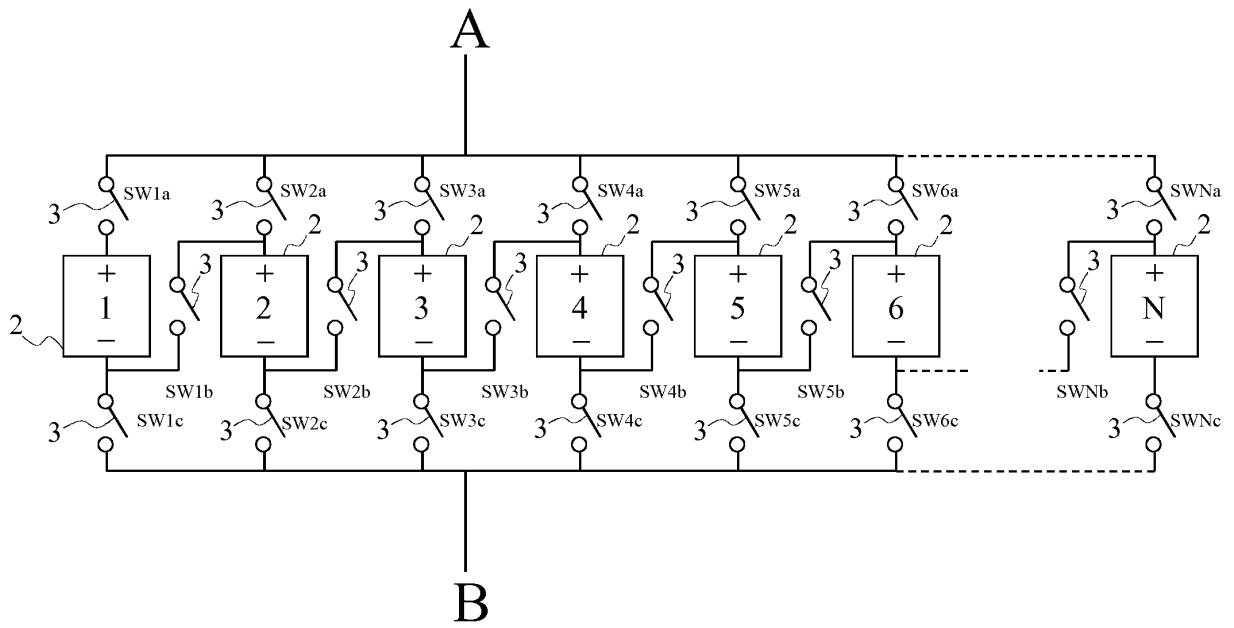 A
SW1a SW2a SW3a SW4a SW5a SW6a SWNa
3 3 3 3 3 3 3
2 2 2 2 2 2
+ + + + + + +
3 3 3 3 3 3
1 2 3 4 5 6 N
2
− − − − − − −
SW1b SW2b SW3b SW4b SW5b SWNb
SW1c SW2c SW3c SW4c SW5c SW6c SWNc
3 3 3 3 3 3 3
B